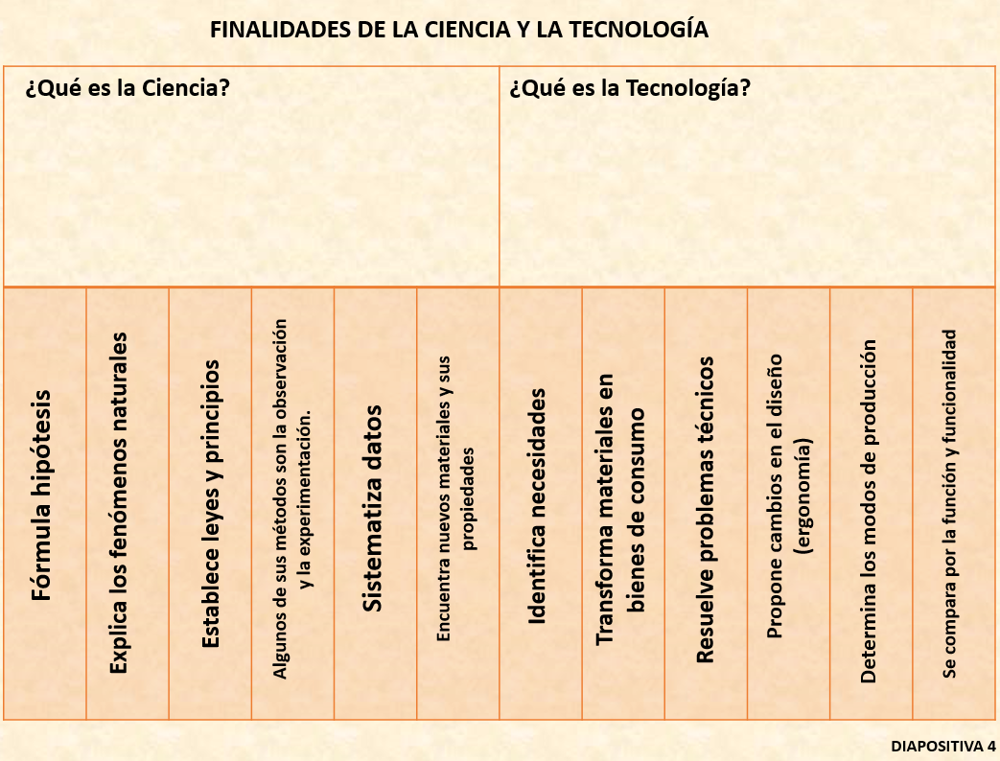 FINALIDADES DE LA CIENCIA Y LA TECNOLOGÍA
¿Qué es la Ciencia?
¿Qué es la Tecnología?
Fórmula hipótesis
Explica los fenómenos naturales
Establece leyes y principios
Algunos de sus métodos son la observación
y la experimentación.
Sistematiza datos
Encuentra nuevos materiales y sus
propiedades
Identifica necesidades
Transforma materiales en
bienes de consumo
Resuelve problemas técnicos
Propone cambios en el diseño
(ergonomía)
Determina los modos de producción
Se compara por la función y funcionalidad
DIAPOSITIVA 4